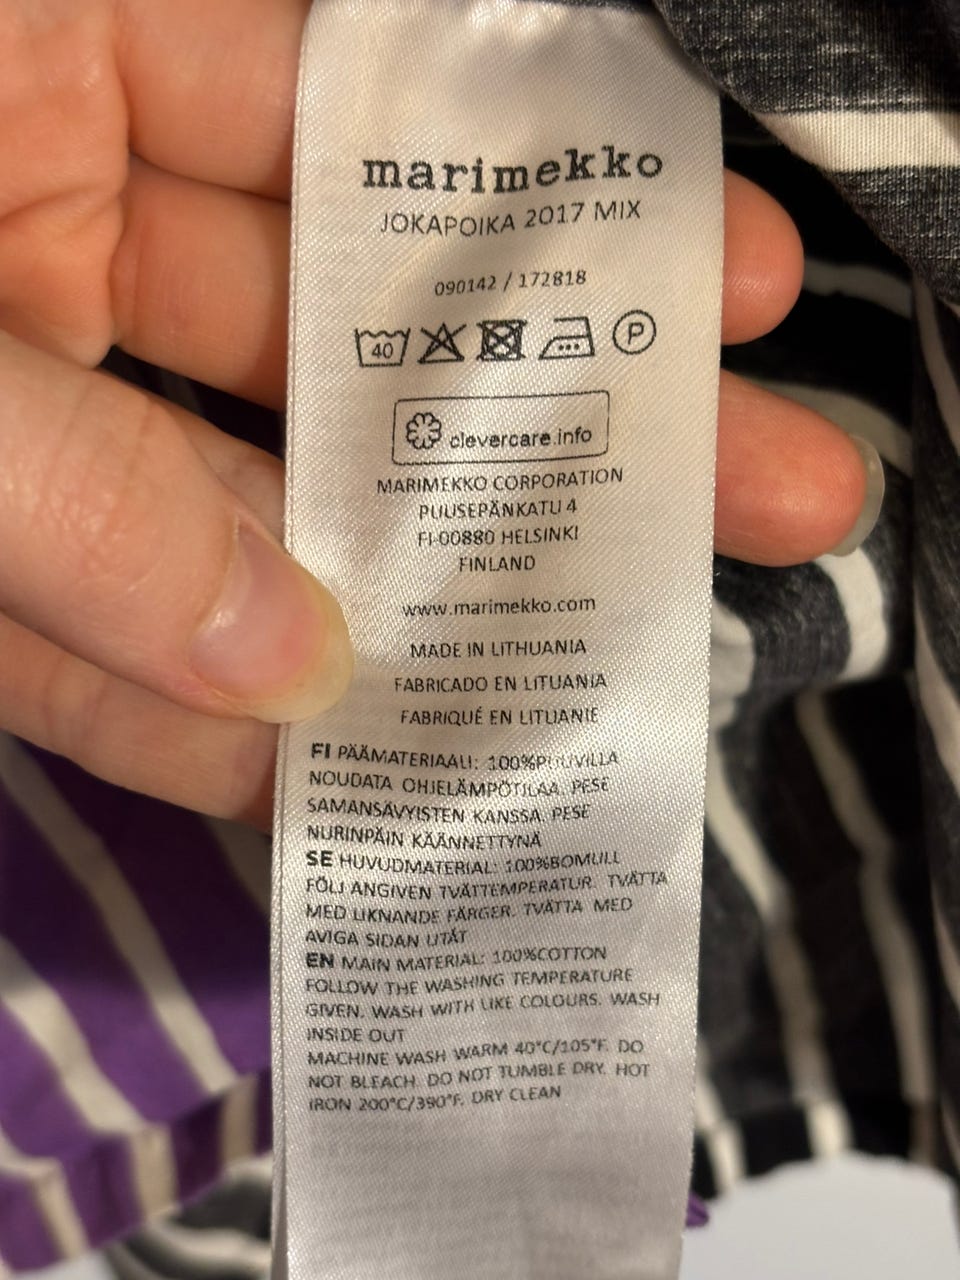 marimekko
JOKAPOIKA 2017 MIX
090142 / 172818
40 P
clevercare.info
MARIMEKKO CORPORATION
PUUSEPÄNKATU 4
FI-00880 HELSINKI
FINLAND
www.marimekko.com
MADE IN LITHUANIA
FABRICADO EN LITUANIA
FABRIQUÉ EN LITUANIE
FI PÄÄMATERIAALI: 100%PUUVILLA
NOUDATA OHJELÄMPÖTILAA. PESE
SAMANSÄVYISTEN KANSSA. PESE
NURINPÄIN KÄÄNNETTYNÄ
SE HUVUDMATERIAL: 100%BOMULL
FÖLJ ANGIVEN TVÄTTEMPERATUR. TVÄTTA
MED LIKNANDE FÄRGER. TVÄTTA MED
AVIGA SIDAN UTÅT
EN MAIN MATERIAL: 100%COTTON
FOLLOW THE WASHING TEMPERATURE
GIVEN. WASH WITH LIKE COLOURS. WASH
INSIDE OUT
MACHINE WASH WARM 40°C/105°F. DO
NOT BLEACH. DO NOT TUMBLE DRY. HOT
IRON 200°C/390°F. DRY CLEAN